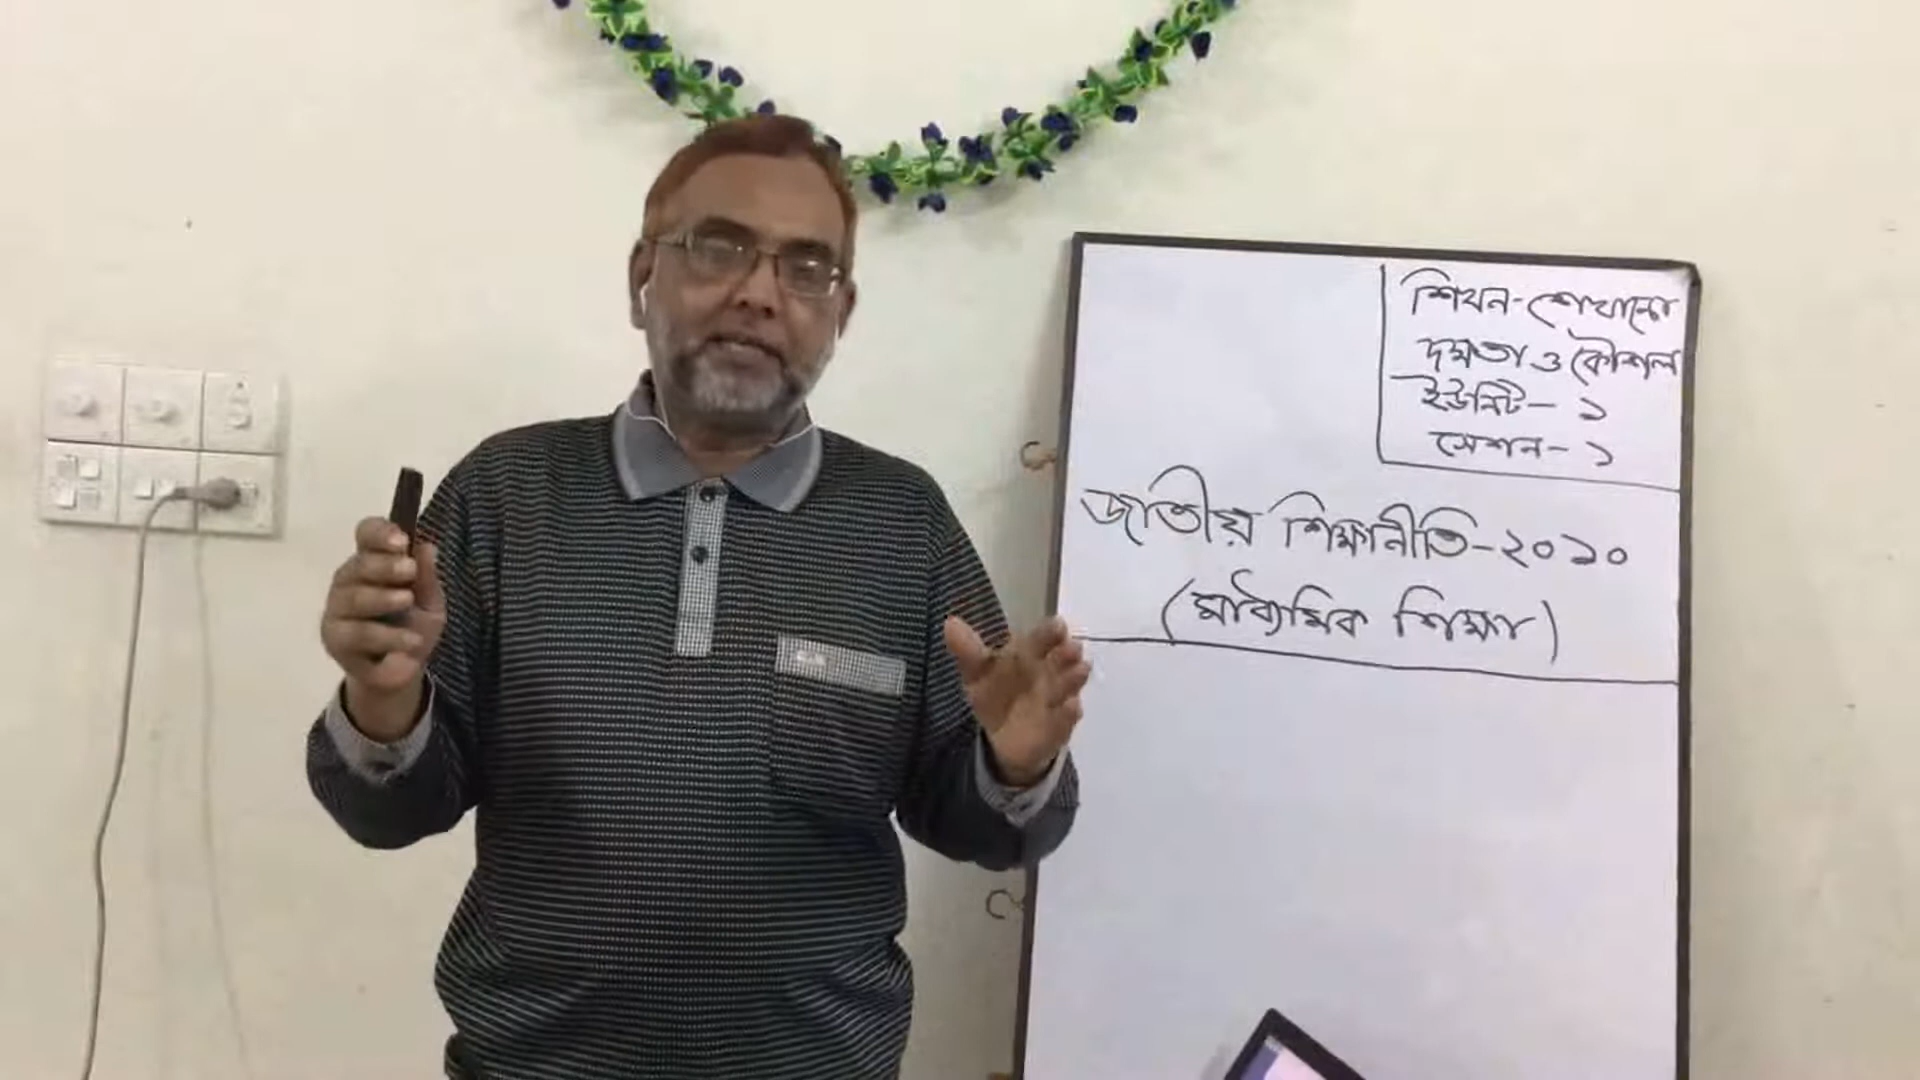 শিখন-শেখানো
দক্ষতা ও কৌশল
ইউনিট- ১
সেশন- ১
জাতীয় শিক্ষানীতি-২০১০
(মাধ্যমিক শিক্ষা)